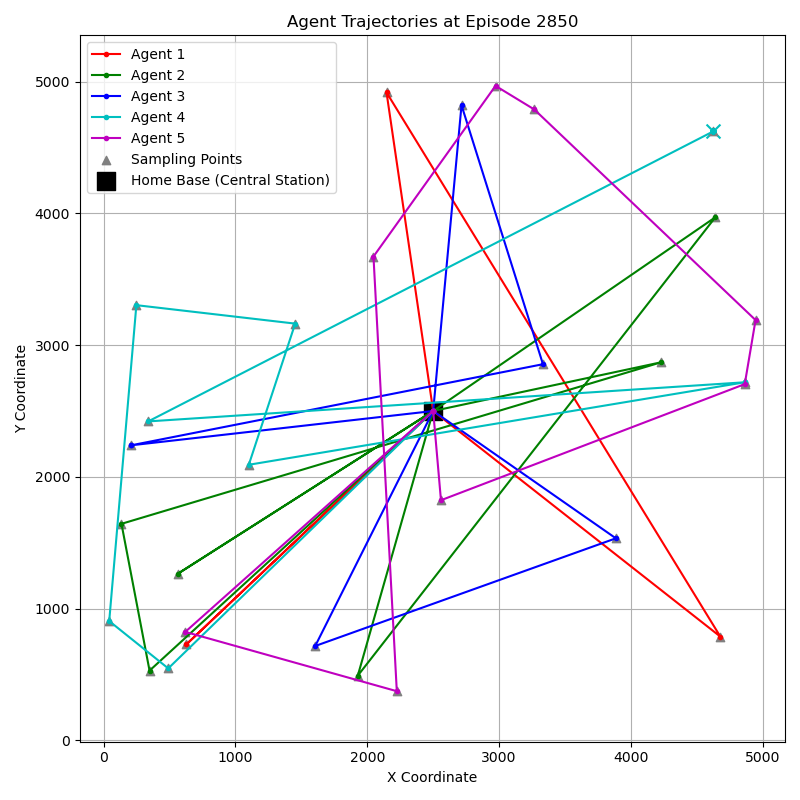 Agent Trajectories at Episode 2850
Agent 1
Agent 2
Agent 3
Agent 4
Agent 5
Sampling Points
Home Base (Central Station)
5000
4000
3000
2000
1000
0
Y Coordinate
0 1000 2000 3000 4000 5000
X Coordinate